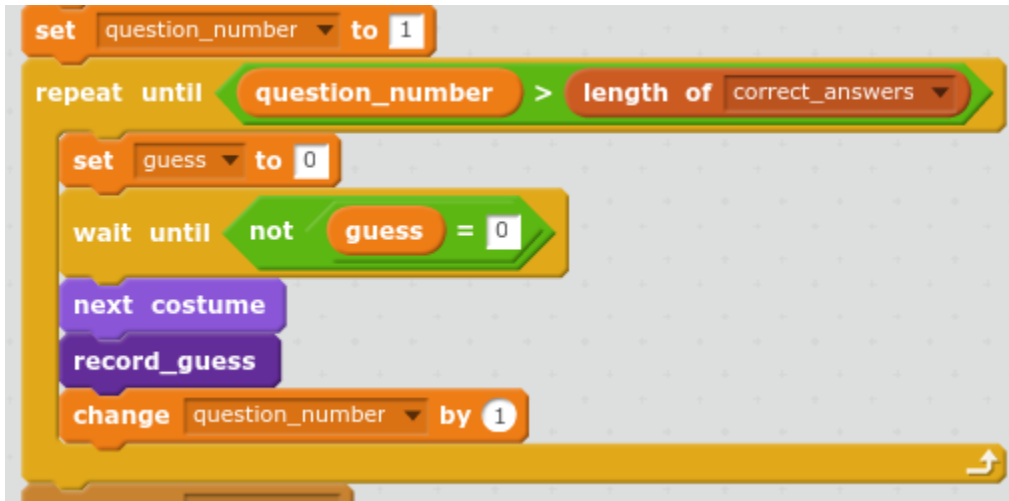 set question_number to 1
repeat until question_number > length of correct_answers
set guess to 0
wait until not guess = 0
next costume
record_guess
change question_number by 1